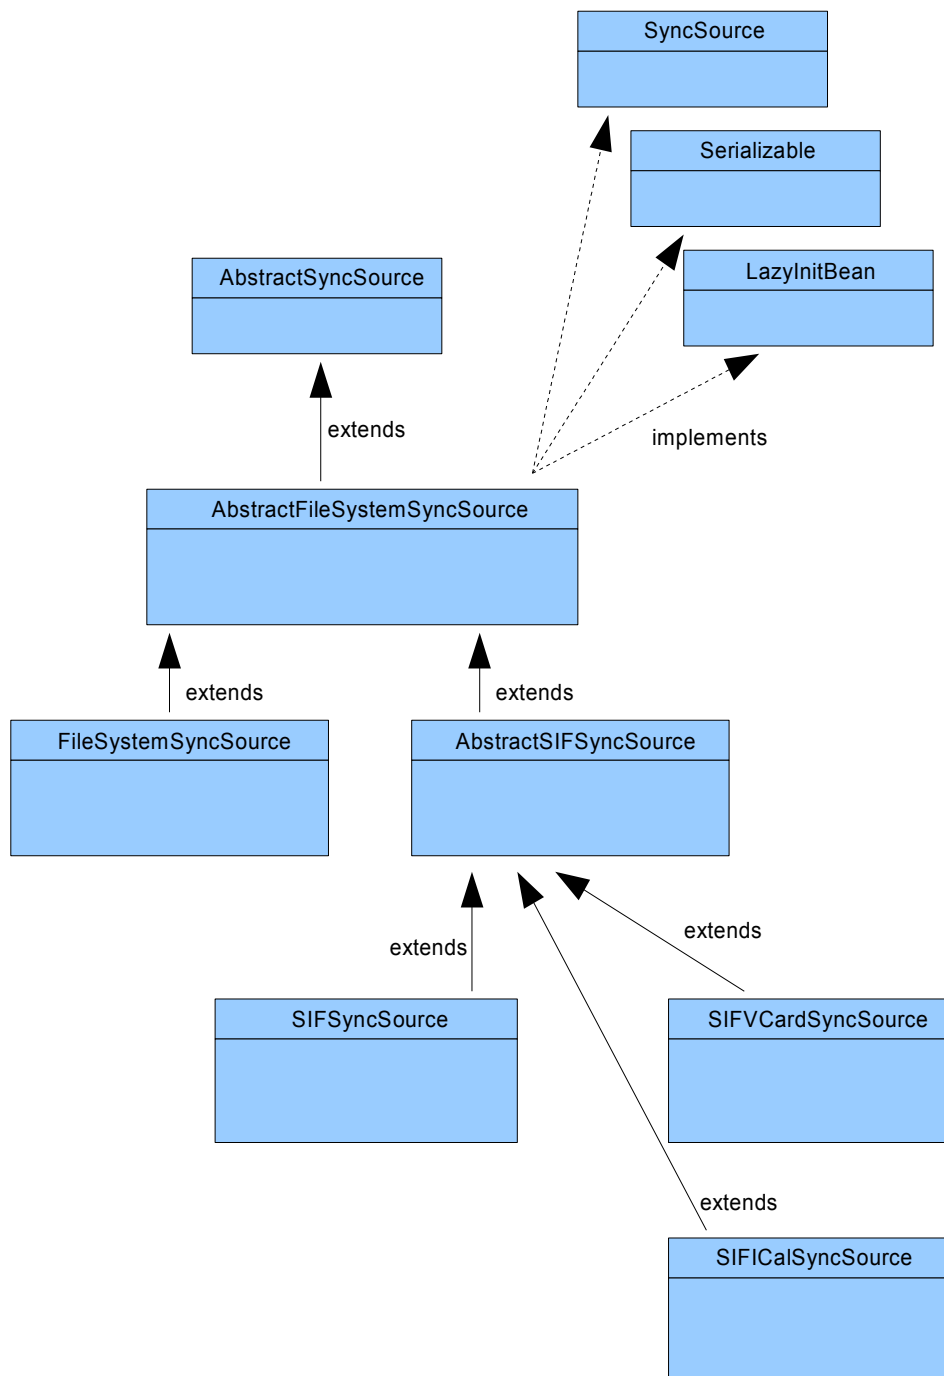 SyncSource
Serializable
LazyInitBean
AbstractSyncSource
extends
implements
AbstractFileSystemSyncSource
extends
extends
FileSystemSyncSource
AbstractSIFSyncSource
extends
extends
SIFSyncSource
SIFVCardSyncSource
extends
SIFICalSyncSource